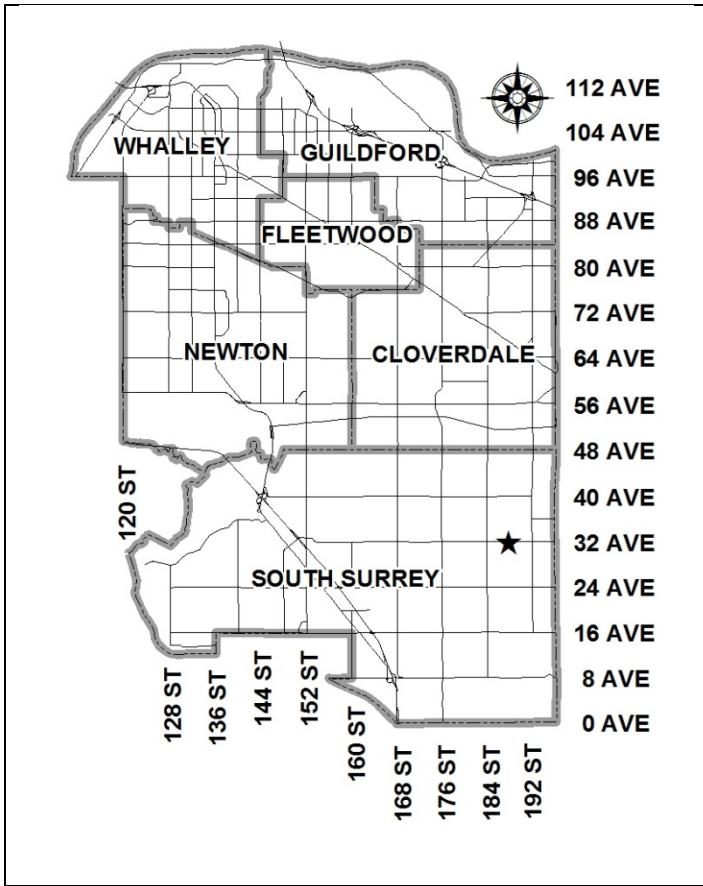 112 AVE
104 AVE
WHALLEY
GUILDFORD
96 AVE
88 AVE
FLEETWOOD
80 AVE
72 AVE
NEWTON
CLOVERDALE
64 AVE
56 AVE
48 AVE
40 AVE
120 ST
32 AVE
SOUTH SURREY
24 AVE
16 AVE
128 ST
136 ST
144 ST
152 ST
8 AVE
160 ST
0 AVE
168 ST
176 ST
184 ST
192 ST